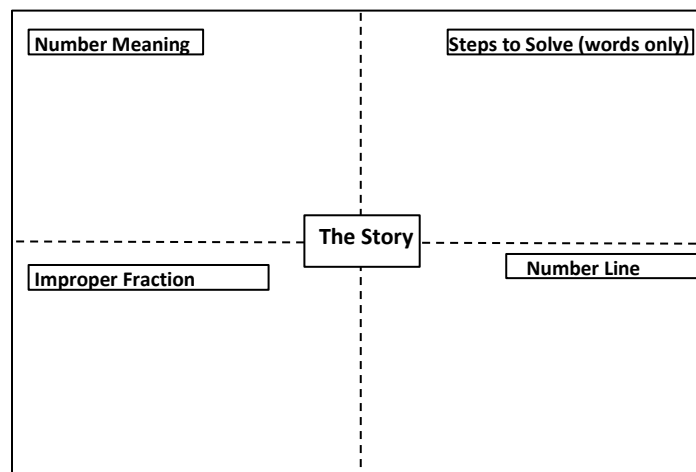 Number Meaning
Steps to Solve (words only)
The Story
Improper Fraction
Number Line